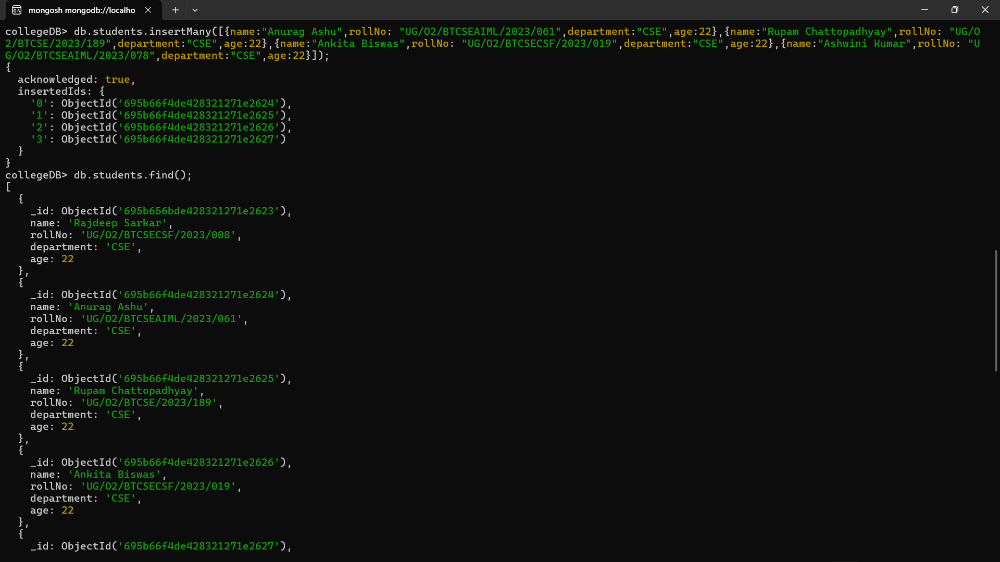 mongosh mongodb://localho
collegeDB> db.students.insertMany([{name:"Anurag Ashu",rollNo: "UG/O2/BTCSEAIML/2023/061",department:"CSE",age:22},{name:"Rupam Chattopadhyay",rollNo: "UG/O
2/BTCSE/2023/189",department:"CSE",age:22},{name:"Ankita Biswas",rollNo: "UG/O2/BTCSECSF/2023/019",department:"CSE",age:22},{name:"Ashwini Kumar",rollNo: "U
G/O2/BTCSEAIML/2023/078",department:"CSE",age:22}]);
{
  acknowledged: true,
  insertedIds: {
    '0': ObjectId('695b66f4de428321271e2624'),
    '1': ObjectId('695b66f4de428321271e2625'),
    '2': ObjectId('695b66f4de428321271e2626'),
    '3': ObjectId('695b66f4de428321271e2627')
  }
}
collegeDB> db.students.find();
[
  {
    _id: ObjectId('695b656bde428321271e2623'),
    name: 'Rajdeep Sarkar',
    rollNo: 'UG/O2/BTCSECSF/2023/008',
    department: 'CSE',
    age: 22
  },
  {
    _id: ObjectId('695b66f4de428321271e2624'),
    name: 'Anurag Ashu',
    rollNo: 'UG/O2/BTCSEAIML/2023/061',
    department: 'CSE',
    age: 22
  },
  {
    _id: ObjectId('695b66f4de428321271e2625'),
    name: 'Rupam Chattopadhyay',
    rollNo: 'UG/O2/BTCSE/2023/189',
    department: 'CSE',
    age: 22
  },
  {
    _id: ObjectId('695b66f4de428321271e2626'),
    name: 'Ankita Biswas',
    rollNo: 'UG/O2/BTCSECSF/2023/019',
    department: 'CSE',
    age: 22
  },
  {
    _id: ObjectId('695b66f4de428321271e2627'),